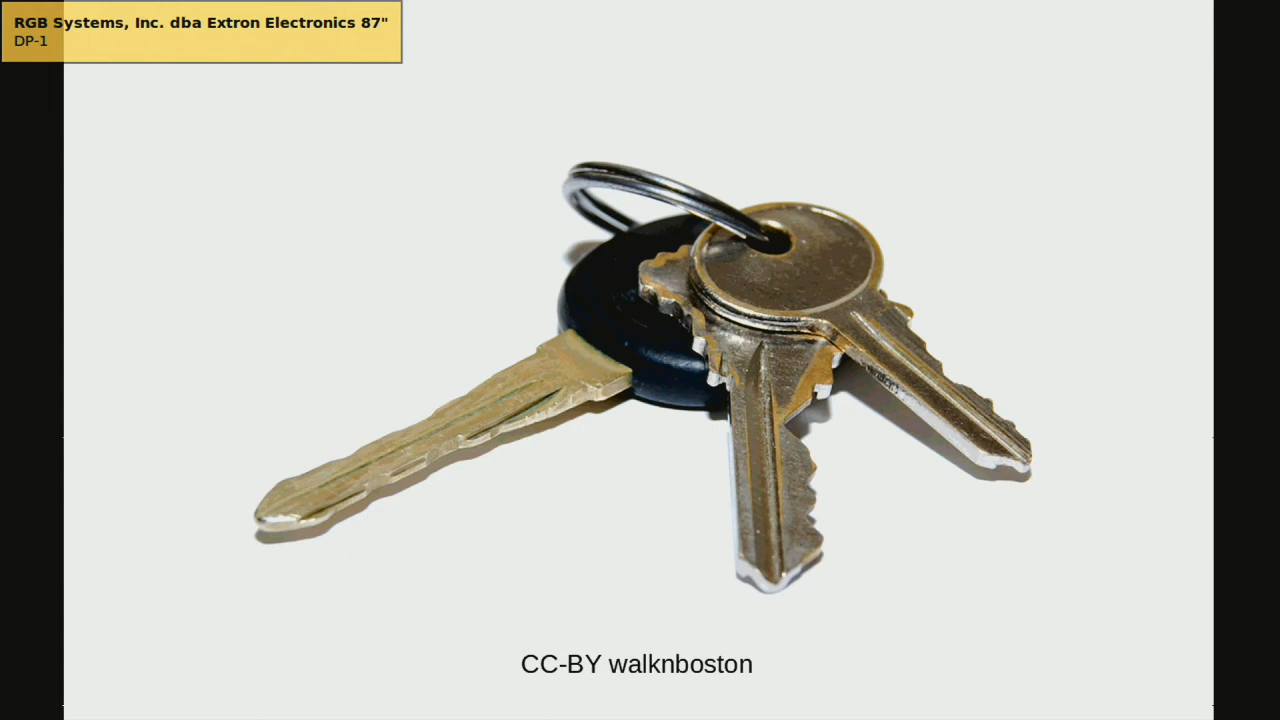 RGB Systems, Inc. dba Extron Electronics 87"
DP-1
CC-BY walknboston